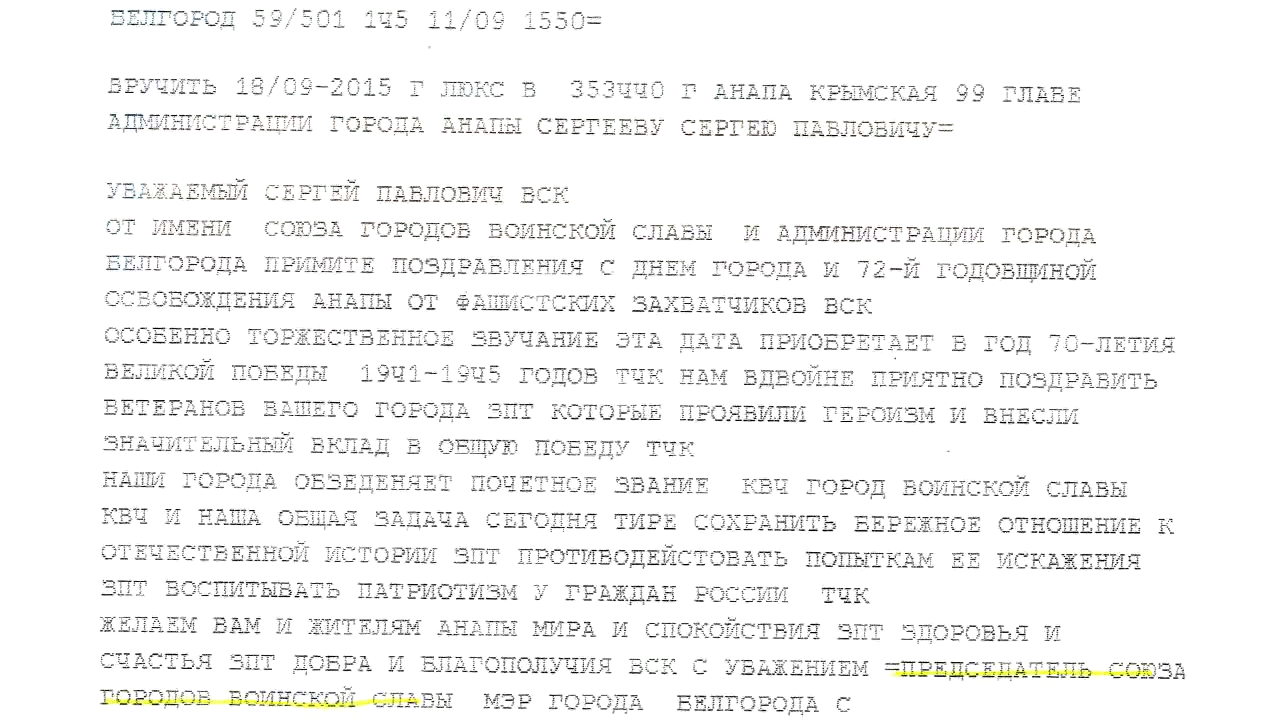 БЕЛГОРОД 59/501 1Ч5 11/09 1550=
ВРУЧИТЬ 18/09-2015 Г ЛЮКС В 353ЧЧ0 Г АНАПА КРЫМСКАЯ 99 ГЛАВЕ
АДМИНИСТРАЦИИ ГОРОДА АНАПЫ СЕРГЕЕВУ СЕРГЕЮ ПАВЛОВИЧУ=
УВАЖАЕМЫЙ СЕРГЕЙ ПАВЛОВИЧ ВСК
ОТ ИМЕНИ СОЮЗА ГОРОДОВ ВОИНСКОЙ СЛАВЫ И АДМИНИСТРАЦИИ ГОРОДА
БЕЛГОРОДА ПРИМИТЕ ПОЗДРАВЛЕНИЯ С ДНЕМ ГОРОДА И 72-Й ГОДОВЩИНОЙ
ОСВОБОЖДЕНИЯ АНАПЫ ОТ ФАШИСТСКИХ ЗАХВАТЧИКОВ ВСК
ОСОБЕННО ТОРЖЕСТВЕННОЕ ЗВУЧАНИЕ ЭТА ДАТА ПРИОБРЕТАЕТ В ГОД 70-ЛЕТИЯ
ВЕЛИКОЙ ПОБЕДЫ 19Ч1-19Ч5 ГОДОВ ТЧК НАМ ВДВОЙНЕ ПРИЯТНО ПОЗДРАВИТЬ
ВЕТЕРАНОВ ВАШЕГО ГОРОДА ЗПТ КОТОРЫЕ ПРОЯВИЛИ ГЕРОИЗМ И ВНЕСЛИ
ЗНАЧИТЕЛЬНЫЙ ВКЛАД В ОБЩУЮ ПОБЕДУ ТЧК
НАШИ ГОРОДА ОБЗЕДЕНЯЕТ ПОЧЕТНОЕ ЗВАНИЕ КВЧ ГОРОД ВОИНСКОЙ СЛАВЫ
КВЧ И НАША ОБЩАЯ ЗАДАЧА СЕГОДНЯ ТИРЕ СОХРАНИТЬ БЕРЕЖНОЕ ОТНОШЕНИЕ К
ОТЕЧЕСТВЕННОЙ ИСТОРИИ ЗПТ ПРОТИВОДЕЙСТОВАТЬ ПОПЫТКАМ ЕЕ ИСКАЖЕНИЯ
ЗПТ ВОСПИТЫВАТЬ ПАТРИОТИЗМ У ГРАЖДАН РОССИИ ТЧК
ЖЕЛАЕМ ВАМ И ЖИТЕЛЯМ АНАПЫ МИРА И СПОКОЙСТВИЯ ЗПТ ЗДОРОВЬЯ И
СЧАСТЬЯ ЗПТ ДОБРА И БЛАГОПОЛУЧИЯ ВСК С УВАЖЕНИЕМ =ПРЕДСЕДАТЕЛЬ СОЮЗА
ГОРОДОВ ВОИНСКОЙ СЛАВЫ МЭР ГОРОДА БЕЛГОРОДА С